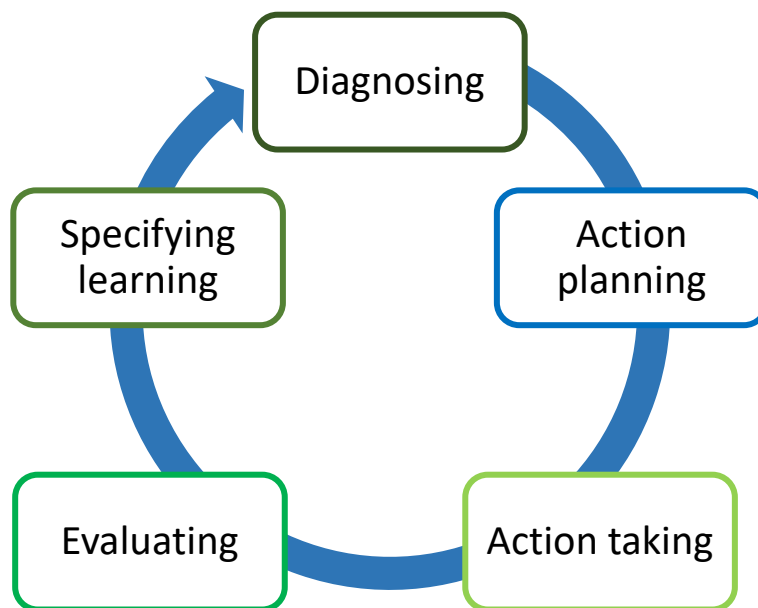 Diagnosing
Action
planning
Action taking
Evaluating
Specifying
learning